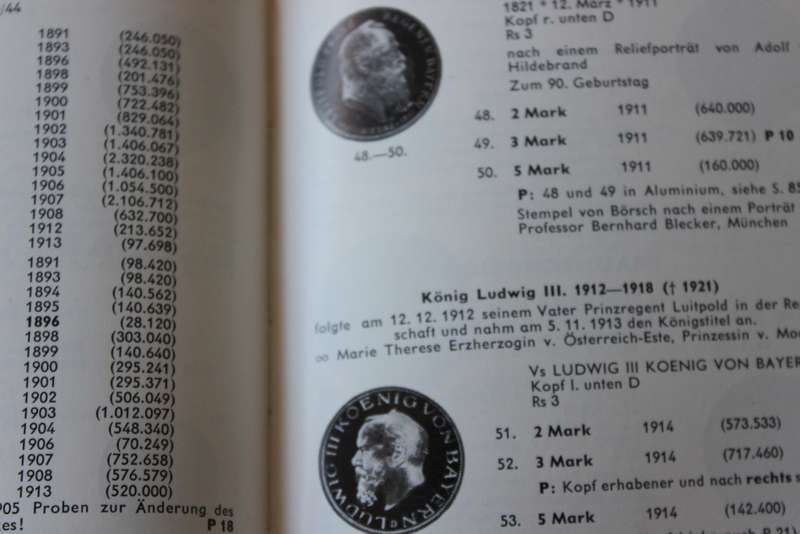 /44
1891 (246.050)
1893 (246.050)
1896 (492.131)
1898 (201.476)
1899 (753.396)
1900 (722.482)
1901 (829.064)
1902 (1.340.781)
1903 (1.406.067)
1904 (2.320.238)
1905 (1.406.100)
1906 (1.054.500)
1907 (2.106.712)
1908 (632.700)
1912 (213.652)
1913 (97.698)
1891 (98.420)
1893 (98.420)
1894 (140.562)
1895 (140.639)
1896 (28.120)
1898 (303.040)
1899 (140.640)
1900 (295.241)
1901 (295.371)
1902 (506.049)
1903 (1.012.097)
1904 (548.340)
1906 (70.249)
1907 (752.658)
1908 (576.579)
1913 (520.000)
905 Proben zur Änderung des
es! P 18
1821 * 12. März * 1911
Kopf r. unten D
Rs 3
nach einem Reliefporträt von Adolf
Hildebrand
Zum 90. Geburtstag
48. 2 Mark 1911 (640.000)
49. 3 Mark 1911 (639.721) P 10
50. 5 Mark 1911 (160.000)
48.—50.
P: 48 und 49 in Aluminium, siehe S. 85
Stempel von Börsch nach einem Porträt
Professor Bernhard Blecker, München
König Ludwig III. 1912—1918 († 1921)
folgte am 12. 12. 1912 seinem Vater Prinzregent Luitpold in der Re
schaft und nahm am 5. 11. 1913 den Königstitel an.
∞ Marie Therese Erzherzogin v. Österreich-Este, Prinzessin v. Mo
Vs LUDWIG III KOENIG VON BAYER
Kopf l. unten D
Rs 3
LUDWIG III KOENIG VON BAYERN
D
51. 2 Mark 1914 (573.533)
52. 3 Mark 1914 (717.460)
P: Kopf erhabener und nach rechts s
53. 5 Mark 1914 (142.400)